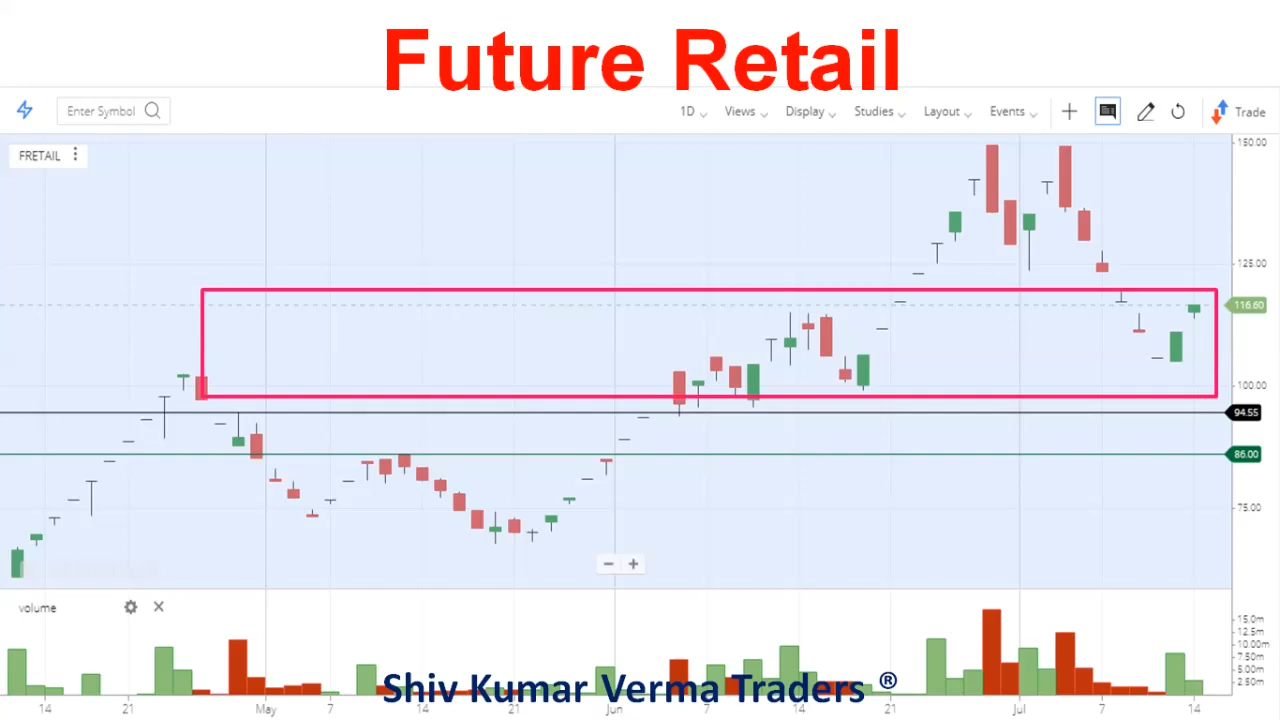 Future Retail
Enter Symbol 1D Views Display Studies Layout Events Trade
FRETAIL
150.00
125.00
116.60
100.00
94.55
86.00
75.00
− +
volume
15.0m
12.5m
10.00m
7.50m
5.00m
2.50m
Shiv Kumar Verma Traders ®
14 21 May 7 14 21 Jun 7 14 21 Jul 7 14